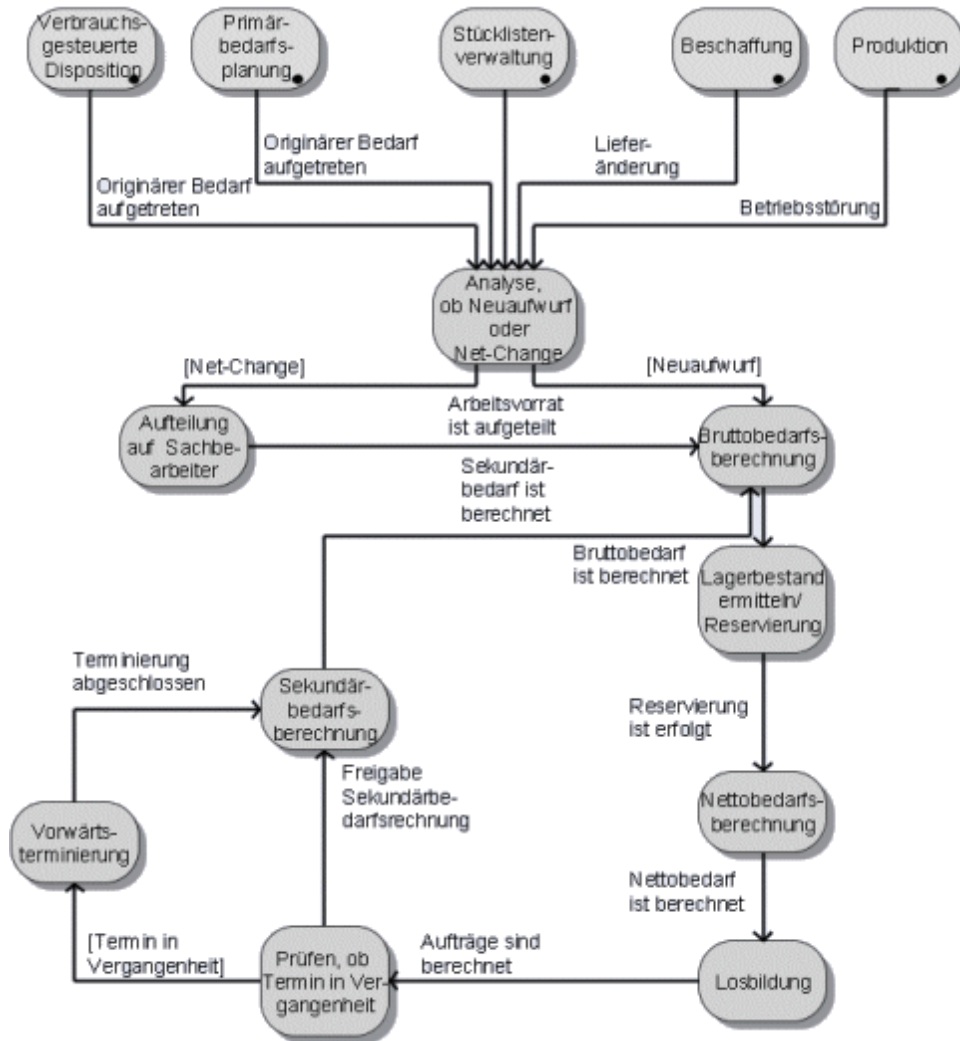 Verbrauchs-
gesteuerte
Disposition
Primär-
bedarfs-
planung
Stücklisten-
verwaltung
Beschaffung
Produktion
Originärer Bedarf
aufgetreten
Originärer Bedarf
aufgetreten
Liefer-
änderung
Betriebsstörung
Analyse,
ob Neuaufwurf
oder
Net-Change
[Net-Change]
[Neuaufwurf]
Aufteilung
auf Sachbe-
arbeiter
Arbeitsvorrat
ist aufgeteilt
Bruttobedarfs-
berechnung
Sekundär-
bedarf ist
berechnet
Bruttobedarf
ist berechnet
Lagerbestand
ermitteln/
Reservierung
Terminierung
abgeschlossen
Sekundär-
bedarfs-
berechnung
Reservierung
ist erfolgt
Freigabe
Sekundärbe-
darfsrechnung
Vorwärts-
terminierung
Nettobedarfs-
berechnung
Nettobedarf
ist berechnet
[Termin in
Vergangenheit]
Prüfen, ob
Termin in Ver-
gangenheit
Aufträge sind
berechnet
Losbildung